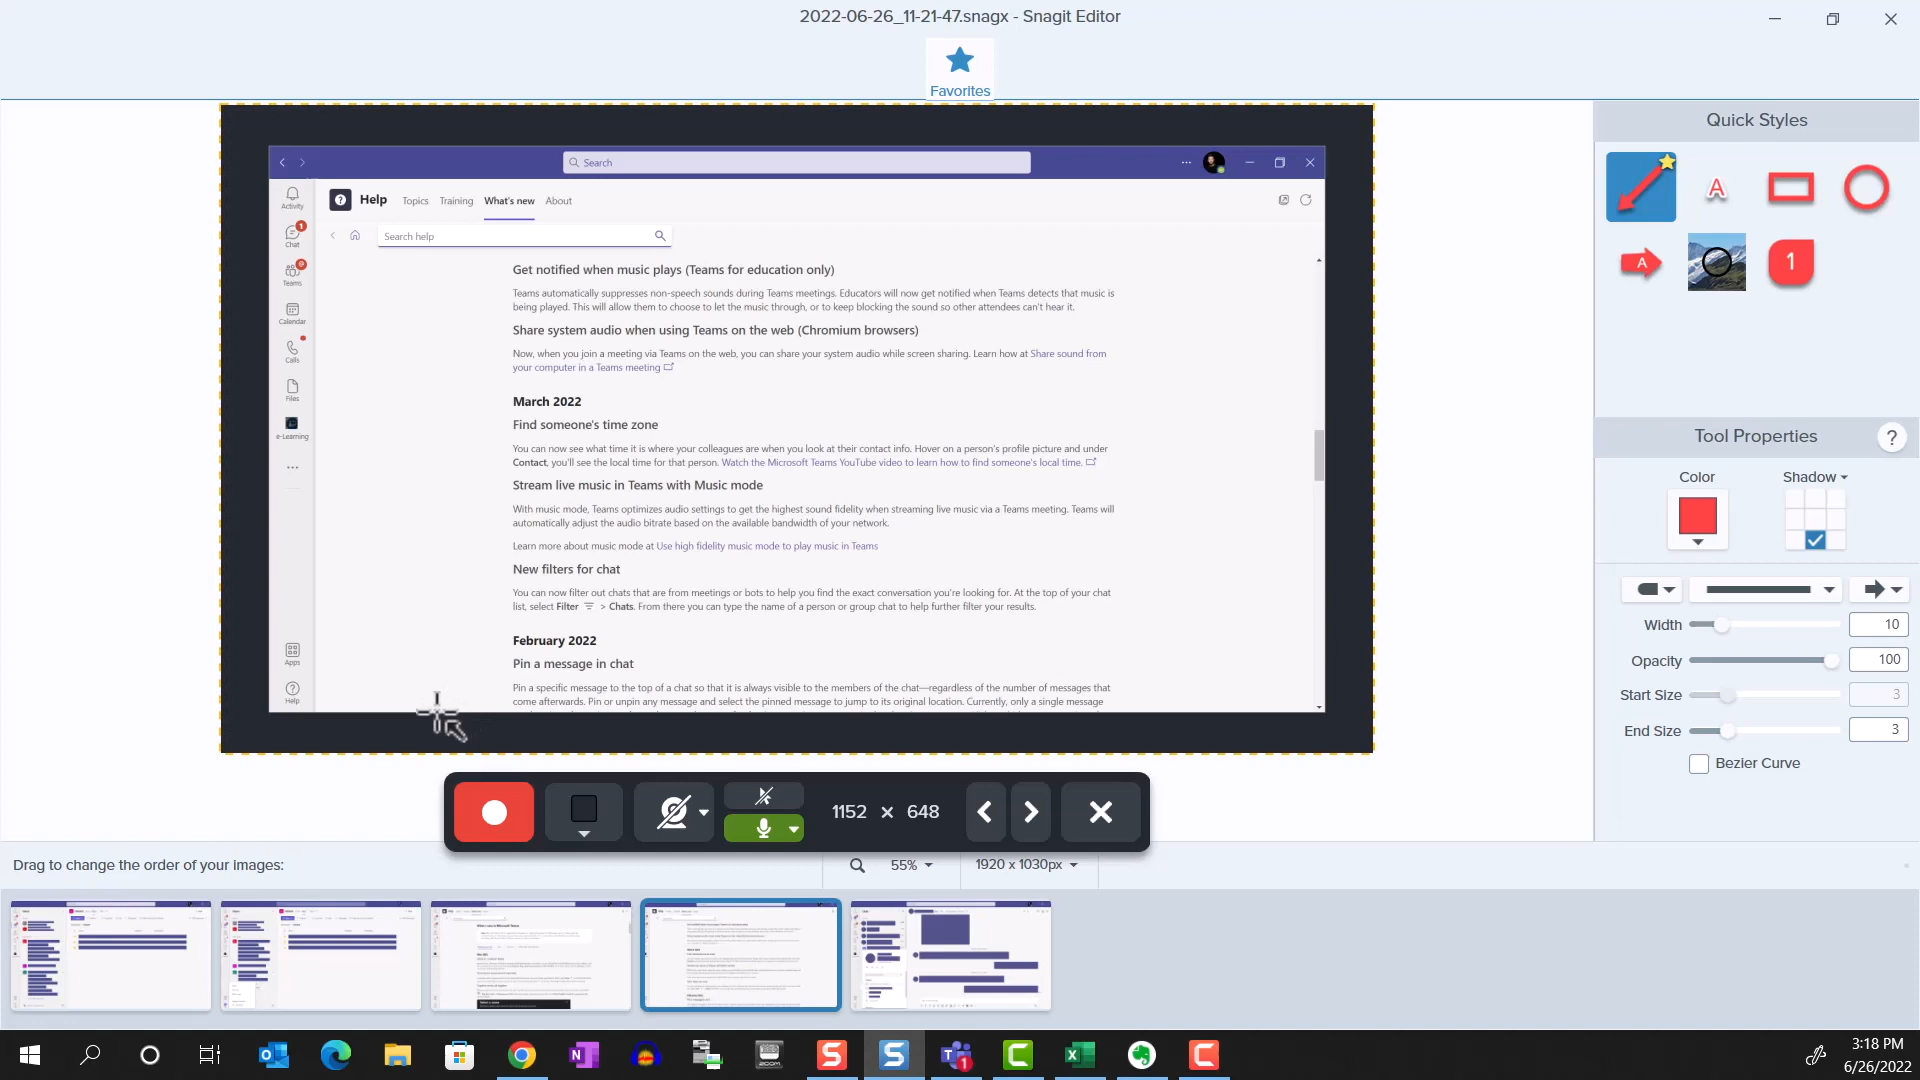 2022-06-26_11-21-47.snagx - Snagit Editor
Favorites
Search
Activity
Chat
1
Teams
Calendar
Calls
Files
e-Learning
Apps
Help
Help
Topics
Training
What's new
About
Search help
Get notified when music plays (Teams for education only)
Teams automatically suppresses non-speech sounds during Teams meetings. Educators will now get notified when Teams detects that music is
being played. This will allow them to choose to let the music through, or to keep blocking the sound so other attendees can't hear it.
Share system audio when using Teams on the web (Chromium browsers)
Now, when you join a meeting via Teams on the web, you can share your system audio while screen sharing. Learn how at Share sound from
your computer in a Teams meeting
March 2022
Find someone's time zone
You can now see what time it is where your colleagues are when you look at their contact info. Hover on a person's profile picture and under
Contact, you'll see the local time for that person. Watch the Microsoft Teams YouTube video to learn how to find someone's local time.
Stream live music in Teams with Music mode
With music mode, Teams optimizes audio settings to get the highest sound fidelity when streaming live music via a Teams meeting. Teams will
automatically adjust the audio bitrate based on the available bandwidth of your network.
Learn more about music mode at Use high fidelity music mode to play music in Teams
New filters for chat
You can now filter out chats that are from meetings or bots to help you find the exact conversation you're looking for. At the top of your chat
list, select Filter > Chats. From there you can type the name of a person or group chat to help further filter your results.
February 2022
Pin a message in chat
Pin a specific message to the top of a chat so that it is always visible to the members of the chat—regardless of the number of messages that
come afterwards. Pin or unpin any message and select the pinned message to jump to its original location. Currently, only a single message
Quick Styles
A
A
1
Tool Properties
?
Color
Shadow
Width
10
Opacity
100
Start Size
3
End Size
3
Bezier Curve
1152 × 648
Drag to change the order of your images:
55%
1920 x 1030px
zoom
1
3:18 PM
6/26/2022